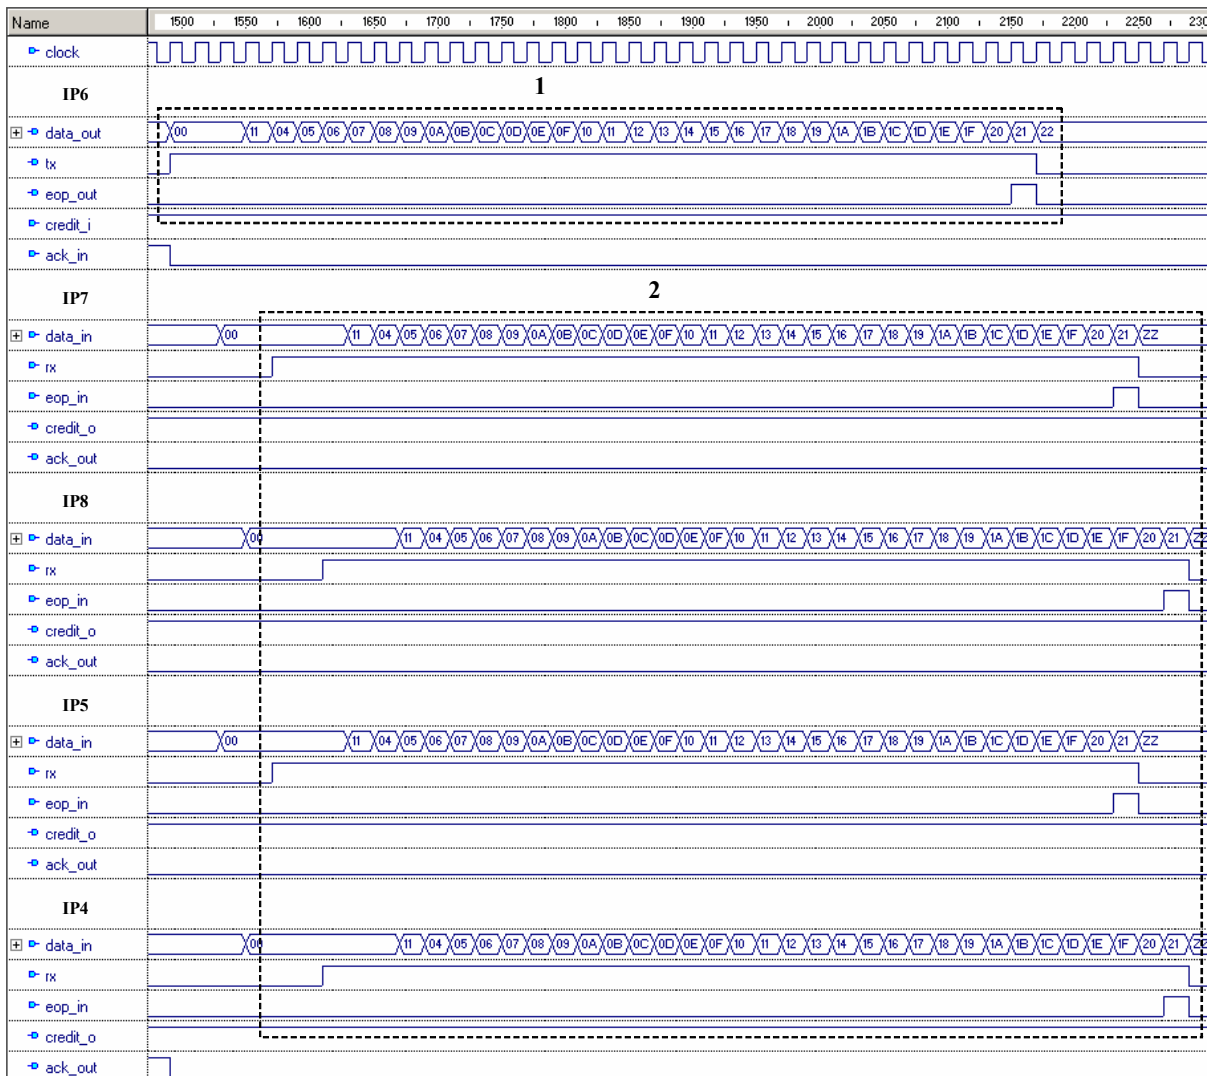 Name 1500 1550 1600 1650 1700 1750 1800 1850 1900 1950 2000 2050 2100 2150 2200 2250 230
clock
IP6 1
data_out 00 11 04 05 06 07 08 09 0A 0B 0C 0D 0E 0F 10 11 12 13 14 15 16 17 18 19 1A 1B 1C 1D 1E 1F 20 21 22
tx
eop_out
credit_i
ack_in
IP7 2
data_in 00 11 04 05 06 07 08 09 0A 0B 0C 0D 0E 0F 10 11 12 13 14 15 16 17 18 19 1A 1B 1C 1D 1E 1F 20 21 ZZ
rx
eop_in
credit_o
ack_out
IP8
data_in 00 11 04 05 06 07 08 09 0A 0B 0C 0D 0E 0F 10 11 12 13 14 15 16 17 18 19 1A 1B 1C 1D 1E 1F 20 21 ZZ
rx
eop_in
credit_o
ack_out
IP5
data_in 00 11 04 05 06 07 08 09 0A 0B 0C 0D 0E 0F 10 11 12 13 14 15 16 17 18 19 1A 1B 1C 1D 1E 1F 20 21 ZZ
rx
eop_in
credit_o
ack_out
IP4
data_in 00 11 04 05 06 07 08 09 0A 0B 0C 0D 0E 0F 10 11 12 13 14 15 16 17 18 19 1A 1B 1C 1D 1E 1F 20 21 ZZ
rx
eop_in
credit_o
ack_out